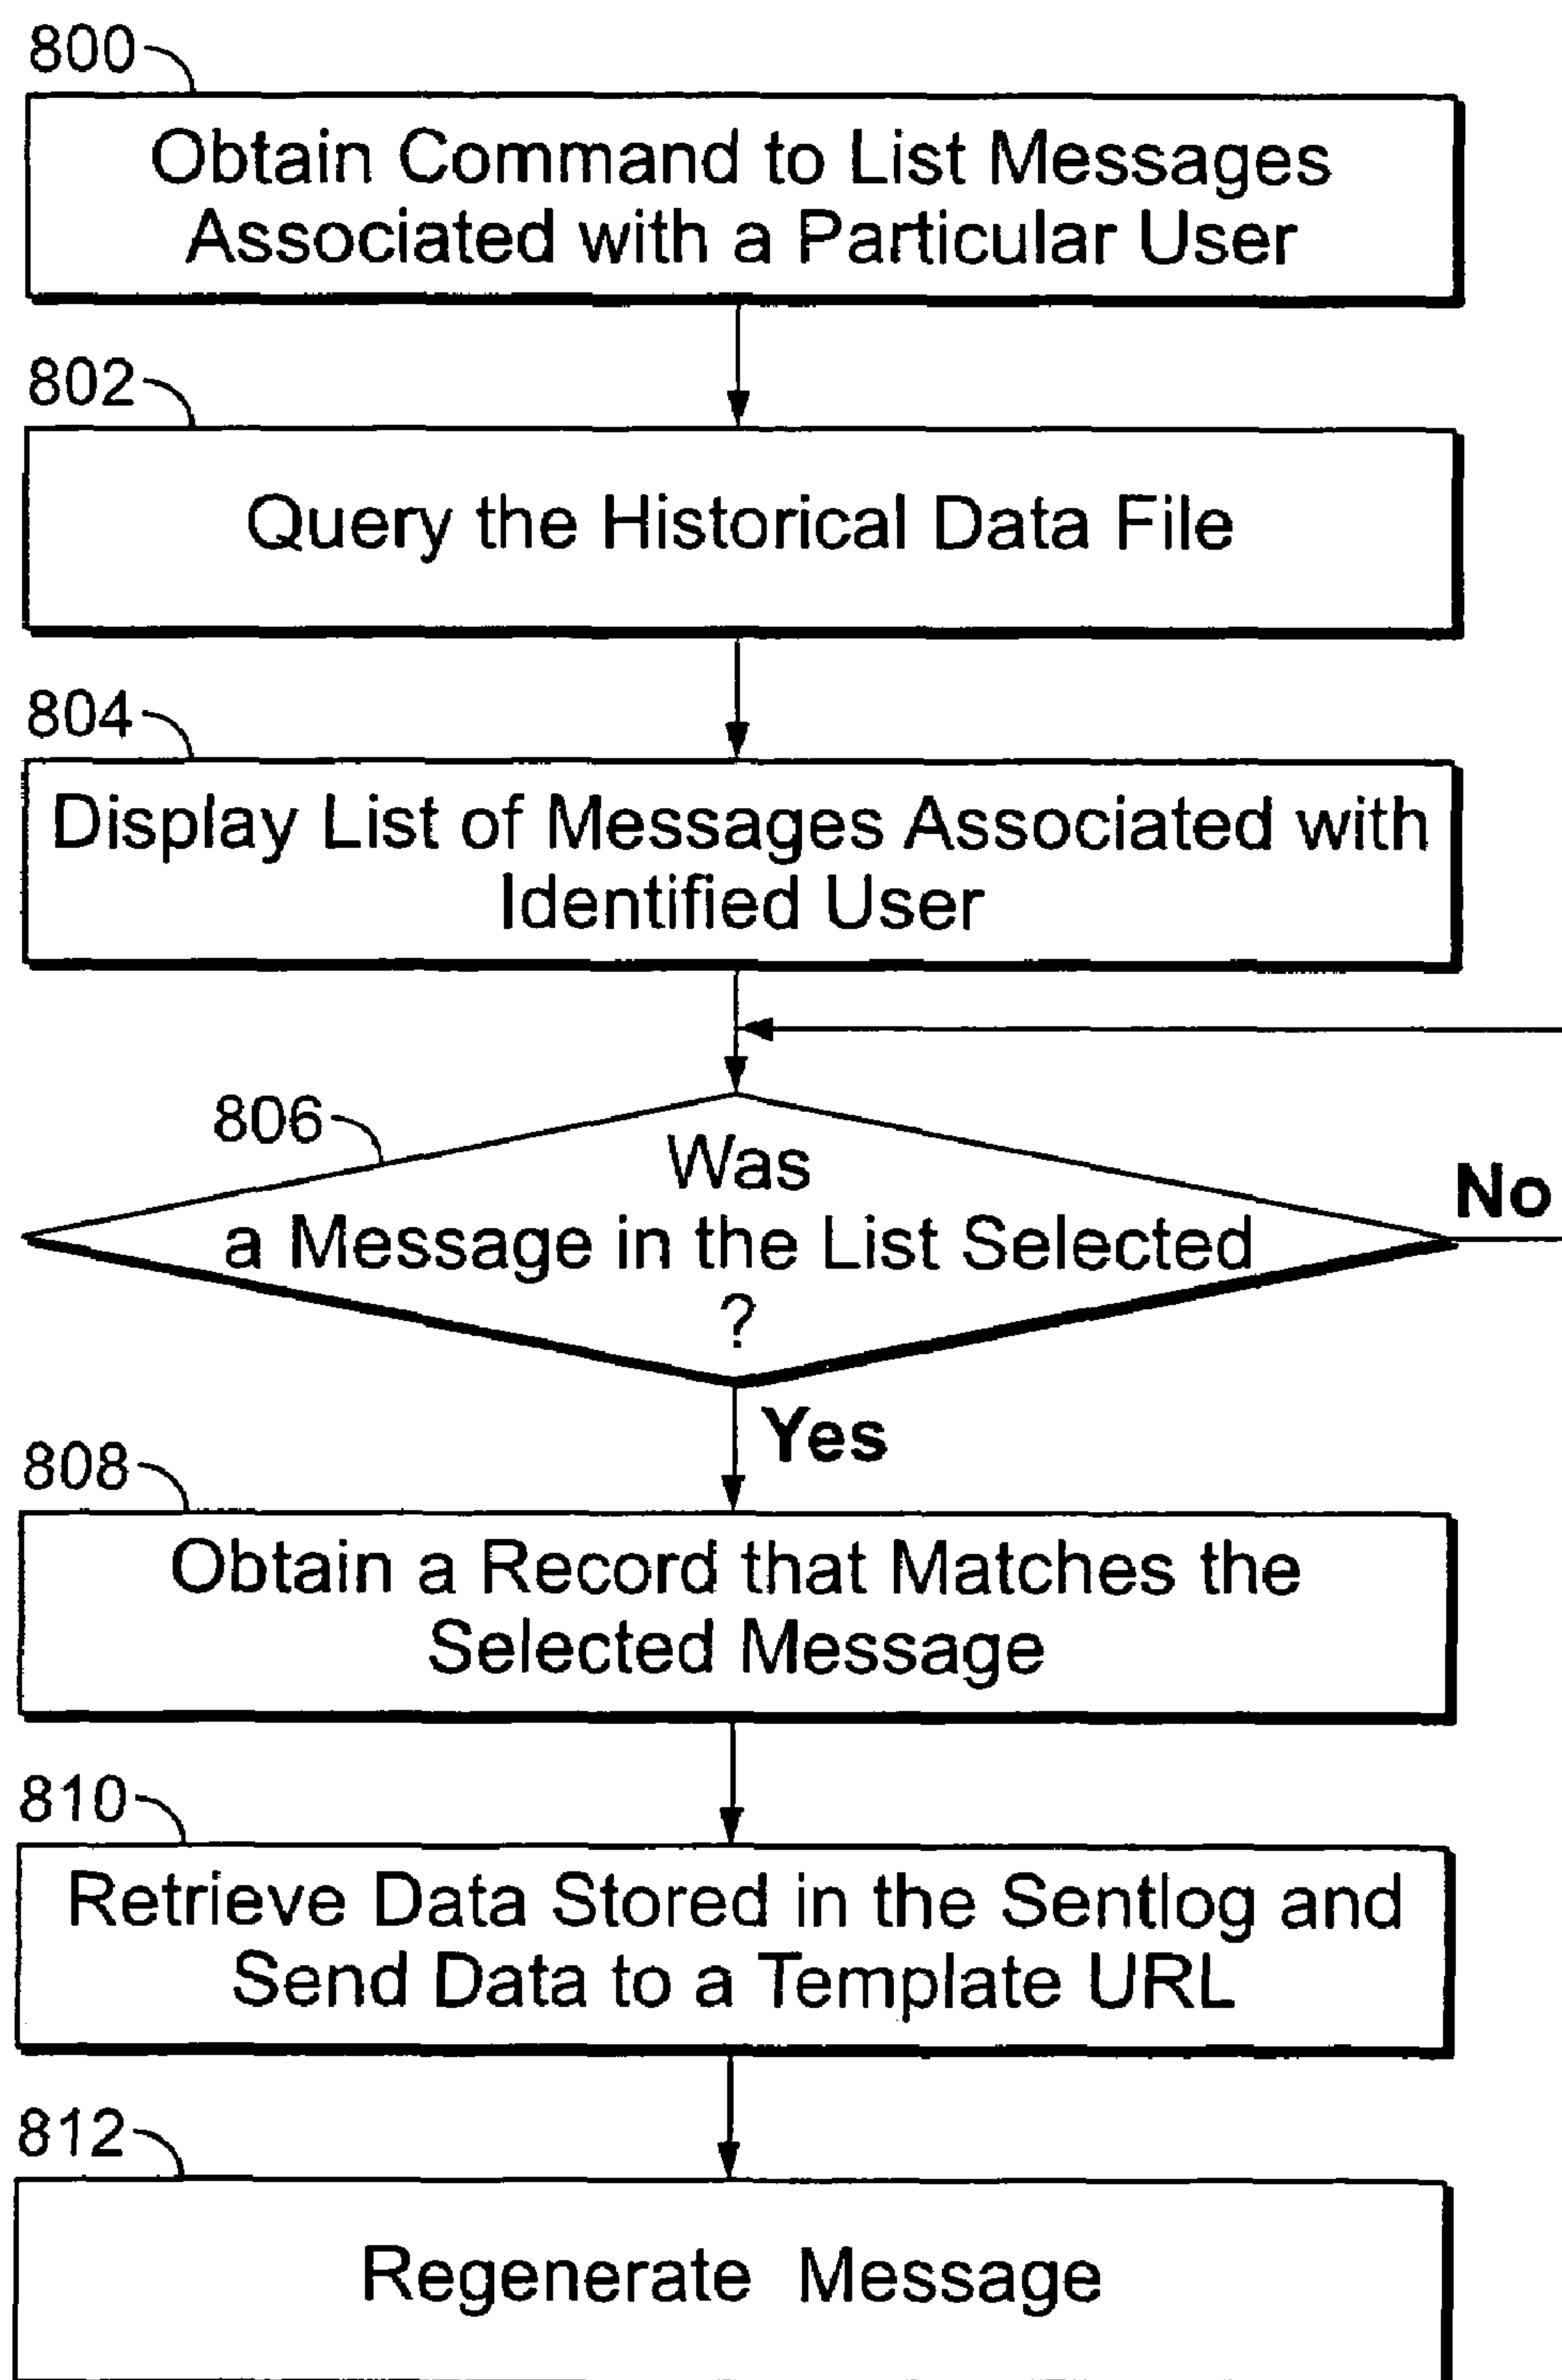 800
Obtain Command to List Messages
Associated with a Particular User
802
Query the Historical Data File
804
Display List of Messages Associated with
Identified User
806
Was
a Message in the List Selected
?
No
Yes
808
Obtain a Record that Matches the
Selected Message
810
Retrieve Data Stored in the Sentlog and
Send Data to a Template URL
812
Regenerate Message